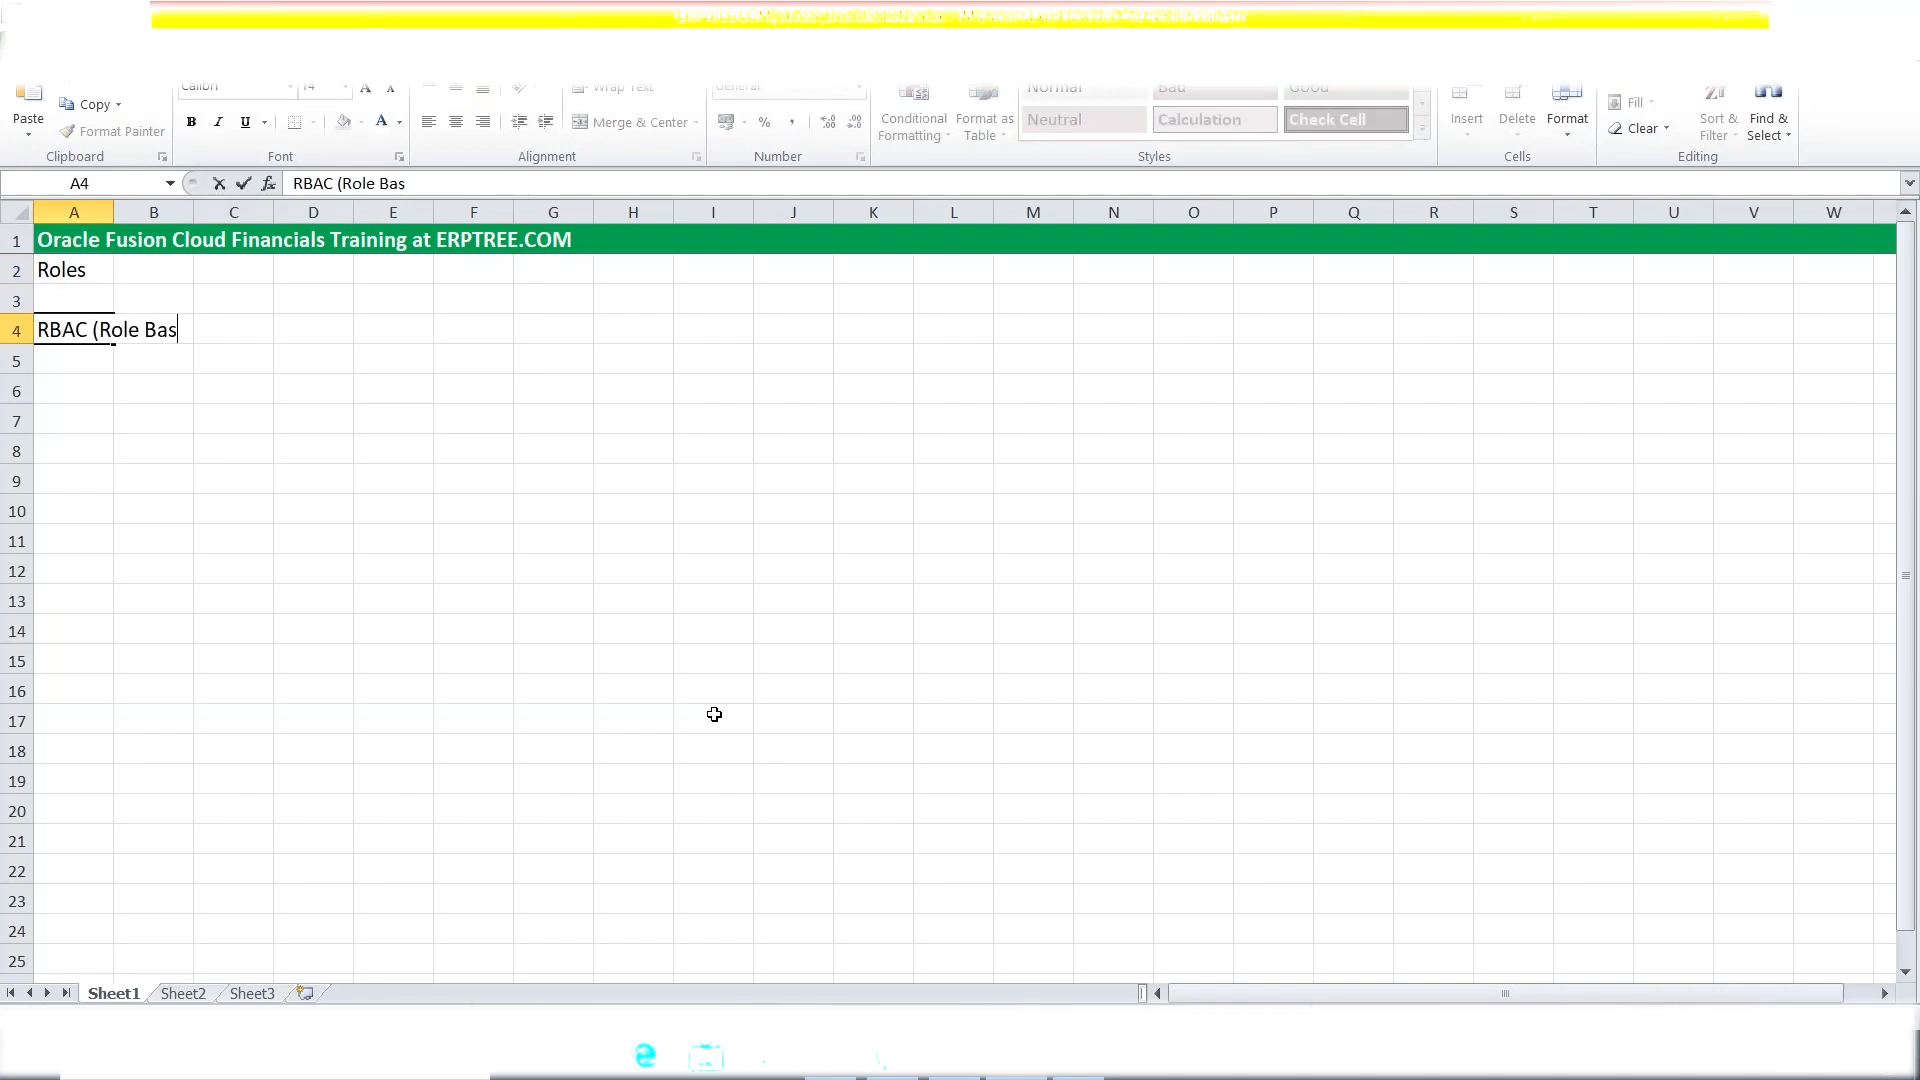 Paste
Copy
Format Painter
Clipboard
Calibri
14
B I U
A
Font
Wrap Text
Merge & Center
Alignment
General
%
Number
Conditional
Formatting
Format as
Table
Normal Bad Good
Neutral Calculation Check Cell
Styles
Insert
Delete
Format
Cells
Fill
Clear
Sort &
Filter
Find &
Select
Editing
A4
fx
RBAC (Role Bas
A B C D E F G H I J K L M N O P Q R S T U V W
1 Oracle Fusion Cloud Financials Training at ERPTREE.COM
2 Roles
3
4 RBAC (Role Bas
5
6
7
8
9
10
11
12
13
14
15
16
17
18
19
20
21
22
23
24
25
Sheet1 Sheet2 Sheet3